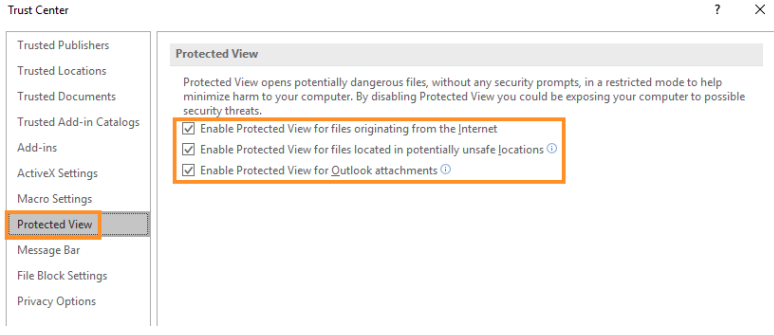 Trust Center ? ×
Trusted Publishers
Trusted Locations
Trusted Documents
Trusted Add-in Catalogs
Add-ins
ActiveX Settings
Macro Settings
Protected View
Message Bar
File Block Settings
Privacy Options
Protected View
Protected View opens potentially dangerous files, without any security prompts, in a restricted mode to help
minimize harm to your computer. By disabling Protected View you could be exposing your computer to possible
security threats.
Enable Protected View for files originating from the Internet
Enable Protected View for files located in potentially unsafe locations
Enable Protected View for Outlook attachments